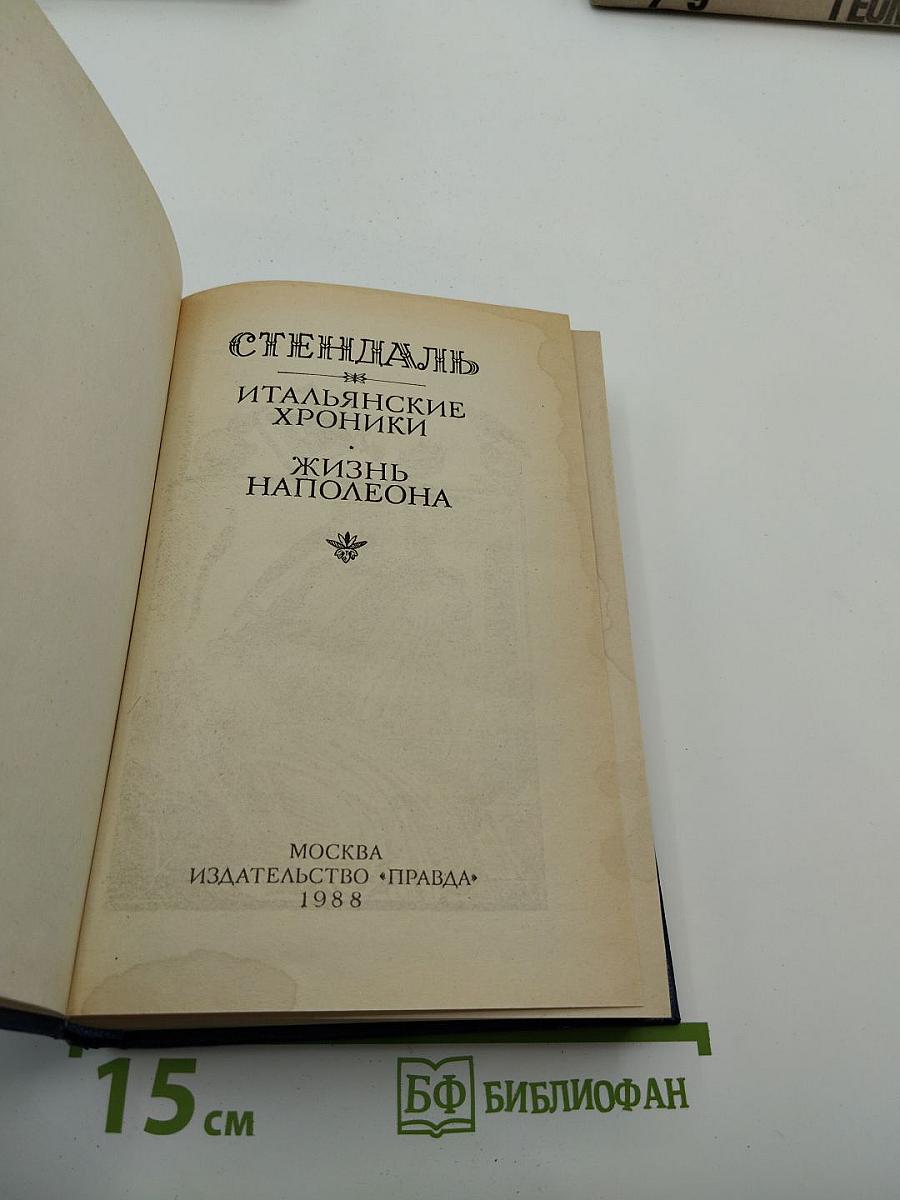 СТЕНДАЛЬ
ИТАЛЬЯНСКИЕ
ХРОНИКИ
·
ЖИЗНЬ
НАПОЛЕОНА
МОСКВА
ИЗДАТЕЛЬСТВО «ПРАВДА»
1988
15 см
БФ БИБЛИОФАН